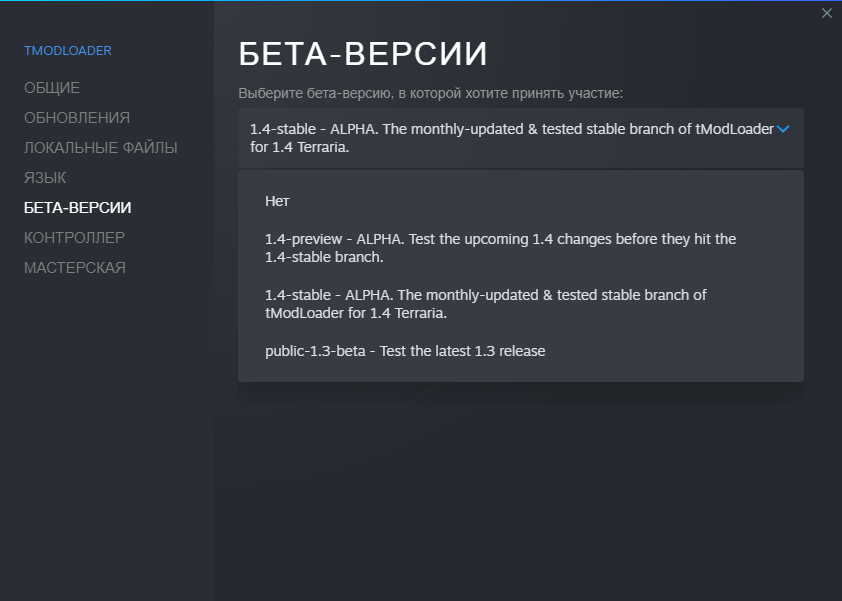 TMODLOADER
ОБЩИЕ
ОБНОВЛЕНИЯ
ЛОКАЛЬНЫЕ ФАЙЛЫ
ЯЗЫК
БЕТА-ВЕРСИИ
КОНТРОЛЛЕР
МАСТЕРСКАЯ
БЕТА-ВЕРСИИ
Выберите бета-версию, в которой хотите принять участие:
1.4-stable - ALPHA. The monthly-updated & tested stable branch of tModLoader
for 1.4 Terraria.
Нет
1.4-preview - ALPHA. Test the upcoming 1.4 changes before they hit the
1.4-stable branch.
1.4-stable - ALPHA. The monthly-updated & tested stable branch of
tModLoader for 1.4 Terraria.
public-1.3-beta - Test the latest 1.3 release